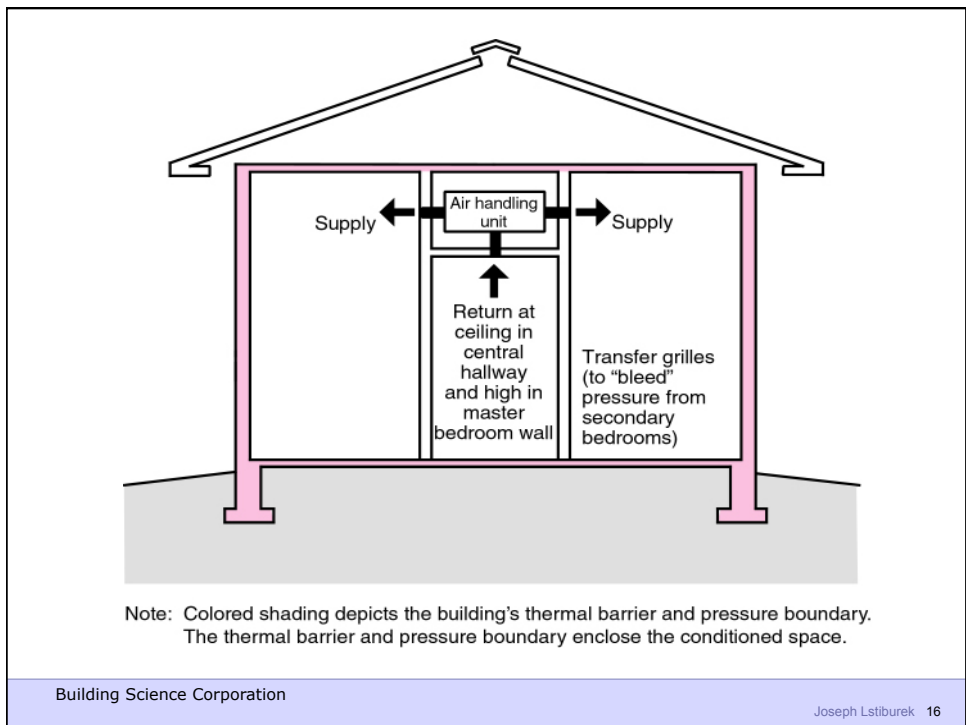 Air handling
unit
Supply
Supply
Return at
ceiling in
central
hallway
and high in
master
bedroom wall
Transfer grilles
(to “bleed”
pressure from
secondary
bedrooms)
Note: Colored shading depicts the building’s thermal barrier and pressure boundary.
The thermal barrier and pressure boundary enclose the conditioned space.
Building Science Corporation
Joseph Lstiburek 16